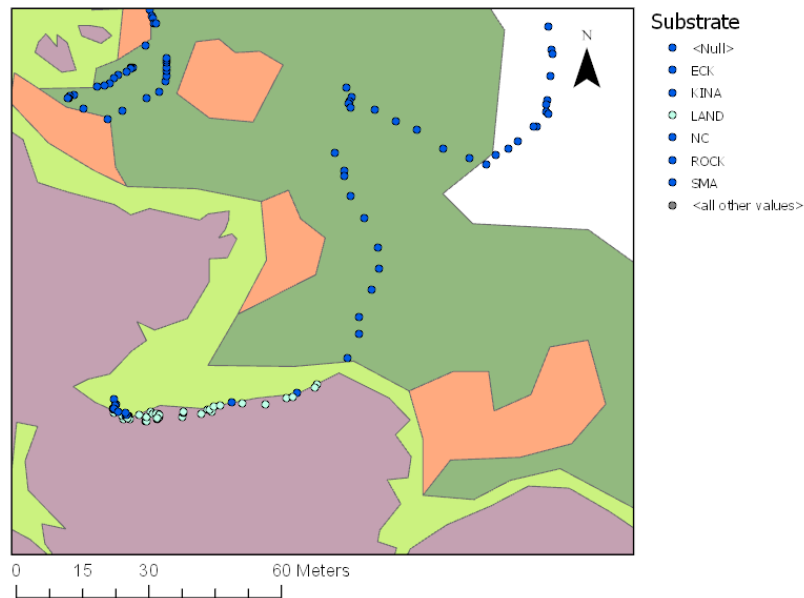 Substrate
N
<Null>
ECK
KINA
LAND
NC
ROCK
SMA
<all other values>
0 15 30 60 Meters